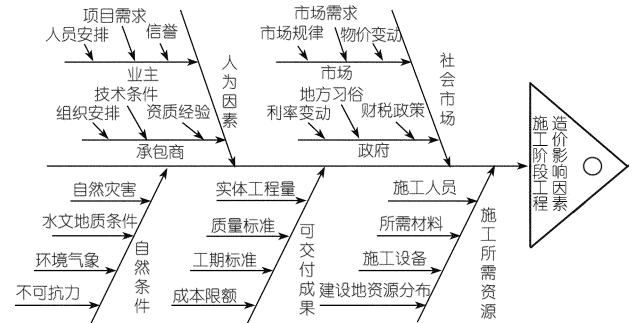 项目需求
人员安排
信誉
业主
技术条件
组织安排
资质经验
承包商
人为因素
市场需求
市场规律
物价变动
市场
地方习俗
利率变动
财税政策
政府
社会市场
自然灾害
水文地质条件
环境气象
不可抗力
自然条件
实体工程量
质量标准
工期标准
成本限额
可交付成果
施工人员
所需材料
施工设备
建设地资源分布
施工所需资源
施工阶段工程
造价影响因素